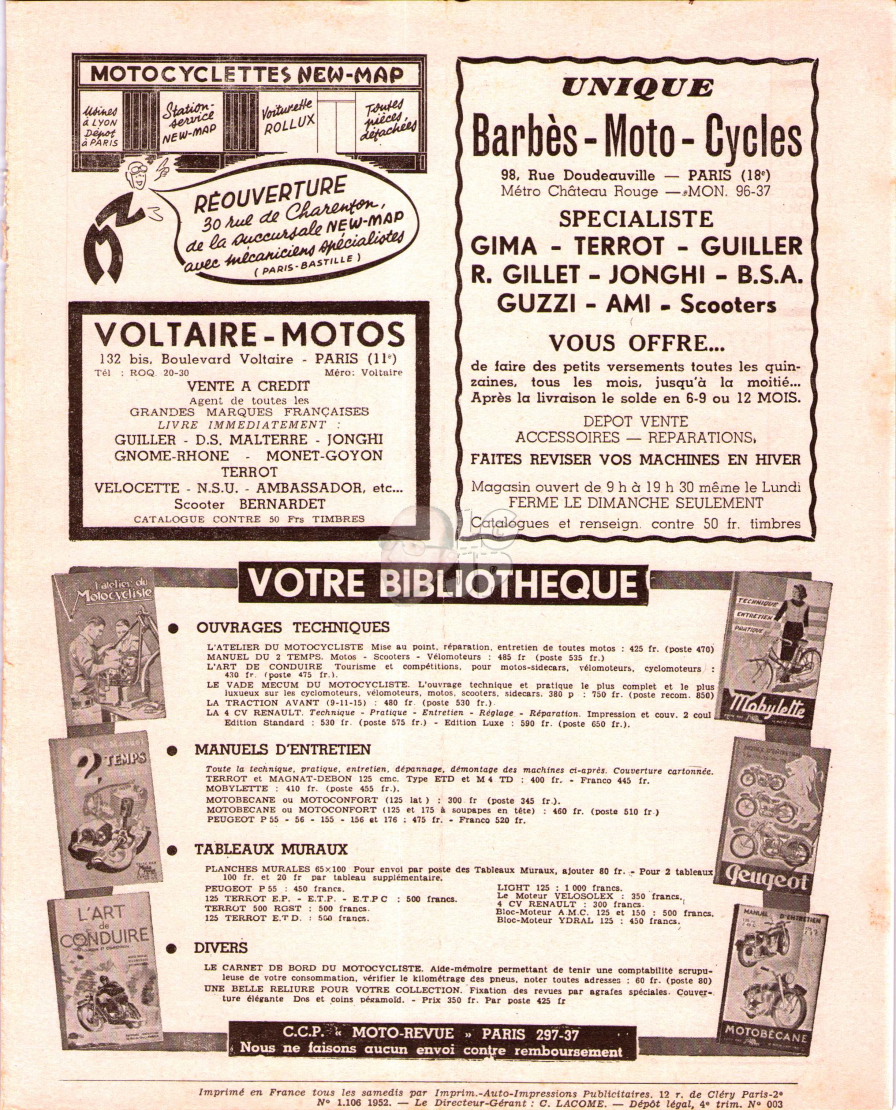 MOTOCYCLETTES NEW-MAP
Usines
à LYON
Dépot
à PARIS
Station-
service
NEW-MAP
Voiturette
ROLLUX
Toutes
pièces
détachées
RÉOUVERTURE
30 rue de Charenton,
de la succursale NEW-MAP
avec mécaniciens spécialistes
(PARIS-BASTILLE)
VOLTAIRE-MOTOS
132 bis, Boulevard Voltaire - PARIS (11e)
Tél : ROQ. 20-30 Méro: Voltaire
VENTE A CREDIT
Agent de toutes les
GRANDES MARQUES FRANÇAISES
LIVRE IMMEDIATEMENT :
GUILLER - D.S. MALTERRE - JONGHI
GNOME-RHONE - MONET-GOYON
TERROT
VELOCETTE - N.S.U. - AMBASSADOR, etc...
Scooter BERNARDET
CATALOGUE CONTRE 50 Frs TIMBRES
UNIQUE
Barbès - Moto - Cycles
98, Rue Doudeauville — PARIS (18e)
Métro Château Rouge — MON. 96-37
SPECIALISTE
GIMA - TERROT - GUILLER
R. GILLET - JONGHI - B.S.A.
GUZZI - AMI - Scooters
VOUS OFFRE...
de faire des petits versements toutes les quin-
zaines, tous les mois, jusqu'à la moitié...
Après la livraison le solde en 6-9 ou 12 MOIS.
DEPOT VENTE
ACCESSOIRES — REPARATIONS,
FAITES REVISER VOS MACHINES EN HIVER
Magasin ouvert de 9 h à 19 h 30 même le Lundi
FERME LE DIMANCHE SEULEMENT
Catalogues et renseign. contre 50 fr. timbres
VOTRE BIBLIOTHEQUE
L'atelier du
Motocycliste
Manuel
2 TEMPS
L'ART
de
CONDUIRE
TECHNIQUE
ENTRETIEN
PRATIQUE
Mobylette
Peugeot
MANUEL D'ENTRETIEN
MOTOBÉCANE
● OUVRAGES TECHNIQUES
L'ATELIER DU MOTOCYCLISTE Mise au point, réparation, entretien de toutes motos : 425 fr. (poste 470)
MANUEL DU 2 TEMPS. Motos - Scooters - Vélomoteurs : 485 fr (poste 535 fr.)
L'ART DE CONDUIRE Tourisme et compétitions, pour motos-sidecars, vélomoteurs, cyclomoteurs :
430 fr. (poste 475 fr.)
LE VADE MECUM DU MOTOCYCLISTE. L'ouvrage technique et pratique le plus complet et le plus
luxueux sur les cyclomoteurs, vélomoteurs, motos, scooters, sidecars. 380 p : 750 fr. (poste recom. 850)
LA TRACTION AVANT (9-11-15) : 480 fr. (poste 530 fr.)
LA 4 CV RENAULT. Technique - Pratique - Entretien - Réglage - Réparation. Impression et couv. 2 coul
Edition Standard : 530 fr. (poste 575 fr.) - Edition Luxe : 590 fr. (poste 650 fr.).
● MANUELS D'ENTRETIEN
Toute la technique, pratique, entretien, dépannage, démontage des machines ci-après. Couverture cartonnée.
TERROT et MAGNAT-DEBON 125 cmc. Type ETD et M 4 TD : 400 fr. - Franco 445 fr.
MOBYLETTE : 410 fr. (poste 455 fr.).
MOTOBECANE ou MOTOCONFORT (125 lat) : 300 fr (poste 345 fr.).
MOTOBECANE ou MOTOCONFORT (125 et 175 à soupapes en tête) : 460 fr. (poste 510 fr)
PEUGEOT P 55 - 56 - 155 - 156 et 176 : 475 fr. - Franco 520 fr.
● TABLEAUX MURAUX
PLANCHES MURALES 65×100 Pour envoi par poste des Tableaux Muraux, ajouter 80 fr. - Pour 2 tableaux
100 fr. et 20 fr par tableau supplémentaire.
PEUGEOT P 55 : 450 francs.
125 TERROT E.P. - E.T.P. - E.T.P C : 500 francs.
TERROT 500 RGST : 500 francs.
125 TERROT E.T D. : 500 francs.
LIGHT 125 : 1 000 francs.
Le Moteur VELOSOLEX : 350 francs.
4 CV RENAULT : 300 francs.
Bloc-Moteur A.M.C. 125 et 150 : 500 francs.
Bloc-Moteur YDRAL 125 : 450 francs.
● DIVERS
LE CARNET DE BORD DU MOTOCYCLISTE. Aide-mémoire permettant de tenir une comptabilité scrupu-
leuse de votre consommation, vérifier le kilométrage des pneus, noter toutes adresses : 60 fr. (poste 80)
UNE BELLE RELIURE POUR VOTRE COLLECTION. Fixation des revues par agrafes spéciales. Couver-
ture élégante Dos et coins pégamoïd. - Prix 350 fr. Par poste 425 fr
C.C.P. « MOTO-REVUE » PARIS 297-37
Nous ne faisons aucun envoi contre remboursement
Imprimé en France tous les samedis par Imprim.-Auto-Impressions Publicitaires. 12 r. de Cléry Paris-2e
N° 1.106 1952. — Le Directeur-Gérant : C. LACOME. — Dépôt légal, 4e trim. N° 003